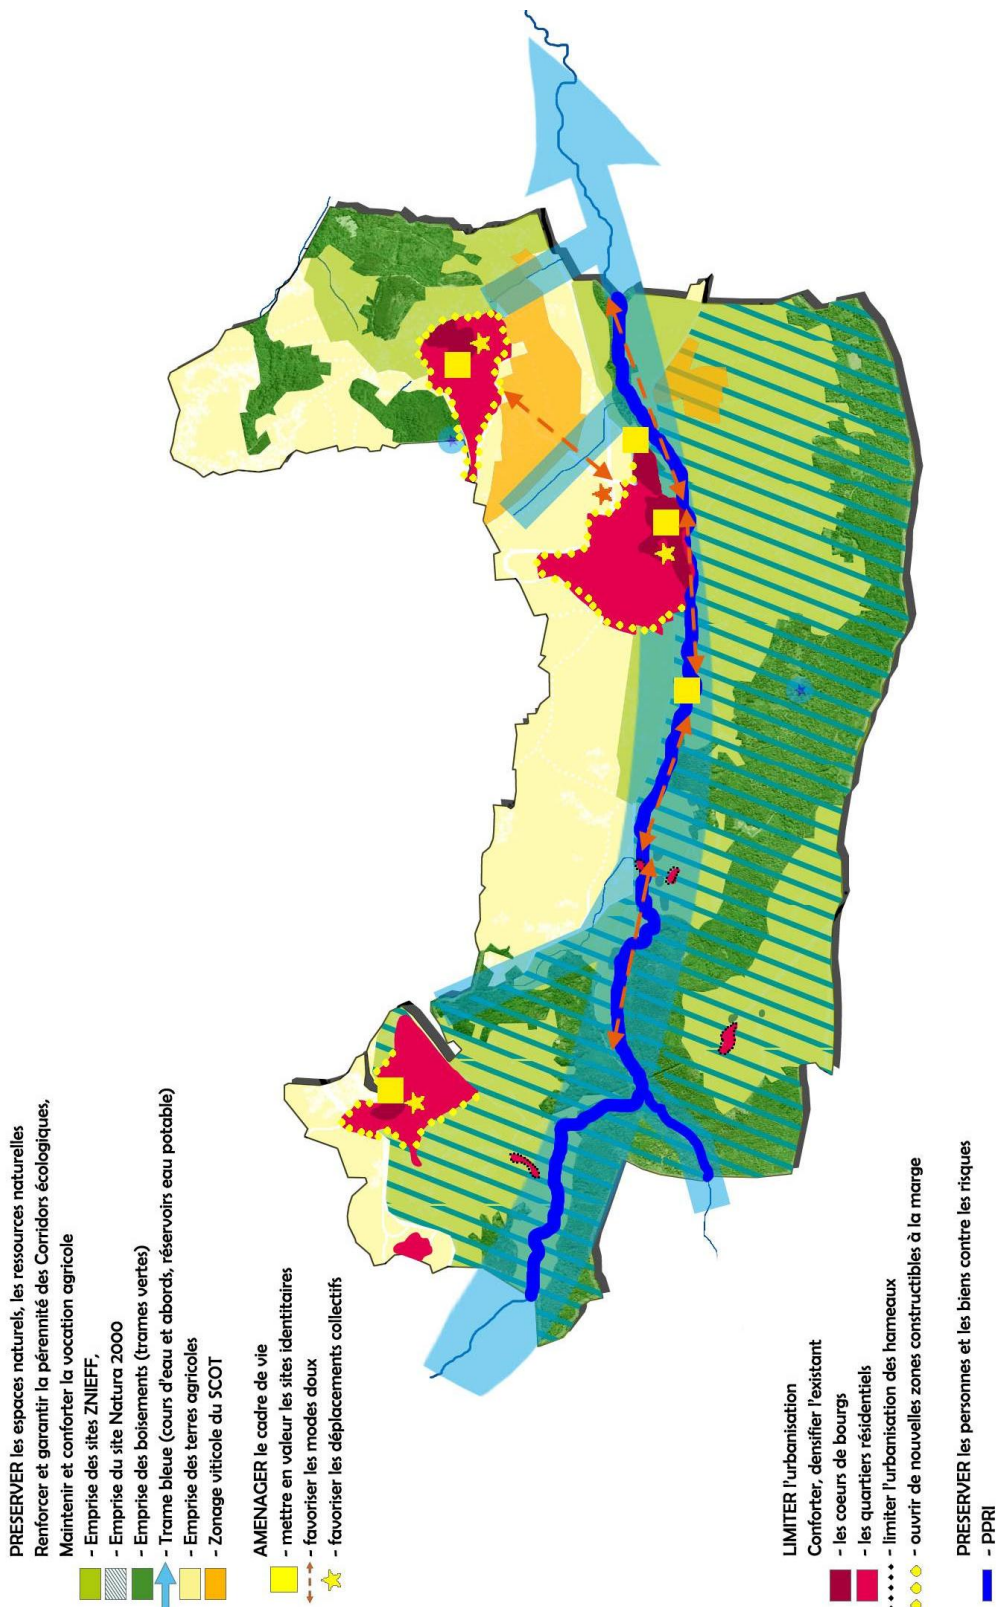 PRESERVER les espaces naturels, les ressources naturelles
Renforcer et garantir la pérennité des Corridors écologiques,
Maintenir et conforter la vocation agricole
- Emprise des sites ZNIEFF,
- Emprise du site Natura 2000
- Emprise des boisements (trames vertes)
- Trame bleue (cours d'eau et abords, réservoirs eau potable)
- Emprise des terres agricoles
- Zonage viticole du SCOT
AMENAGER le cadre de vie
- mettre en valeur les sites identitaires
- favoriser les modes doux
- favoriser les déplacements collectifs
LIMITER l'urbanisation
Conforter, densifier l'existant
- les coeurs de bourgs
- les quartiers résidentiels
- limiter l'urbanisation des hameaux
- ouvrir de nouvelles zones constructibles à la marge
PRESERVER les personnes et les biens contre les risques
- PPRI